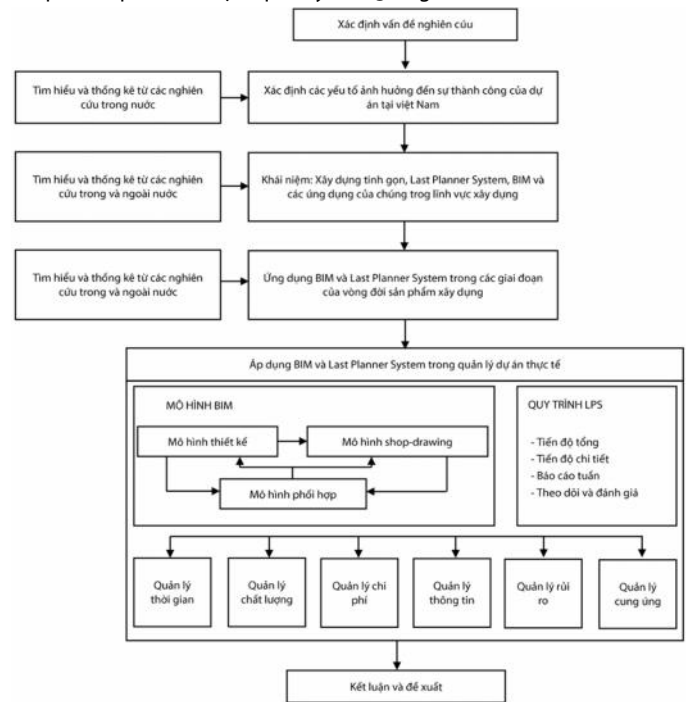 Xác định vấn đề nghiên cúu
Tìm hiểu và thống kê từ các nghiên
cứu trong nước
Xác định các yếu tố ảnh hưởng đến sự thành công của dự
án tại việt Nam
Tìm hiểu và thống kê từ các nghiên
cứu trong và ngoài nước
Khái niệm: Xây dựng tinh gọn, Last Planner System, BIM và
các ứng dụng của chúng trog lĩnh vực xây dựng
Tìm hiểu và thống kê từ các nghiên
cứu trong và ngoài nước
Ứng dụng BIM và Last Planner System trong các giai đoạn
của vòng đời sản phẩm xây dựng
Áp dụng BIM và Last Planner System trong quản lý dự án thực tế
MÔ HÌNH BIM
Mô hình thiết kế
Mô hình shop-drawing
Mô hình phối hợp
QUY TRÌNH LPS
- Tiến độ tổng
- Tiến độ chi tiết
- Báo cáo tuần
- Theo dõi và đánh giá
Quản lý
thời gian
Quản lý
chất lượng
Quản lý chi
phí
Quản lý
thông tin
Quản lý rủi
ro
Quản lý
cung ứng
Kết luận và đề xuất